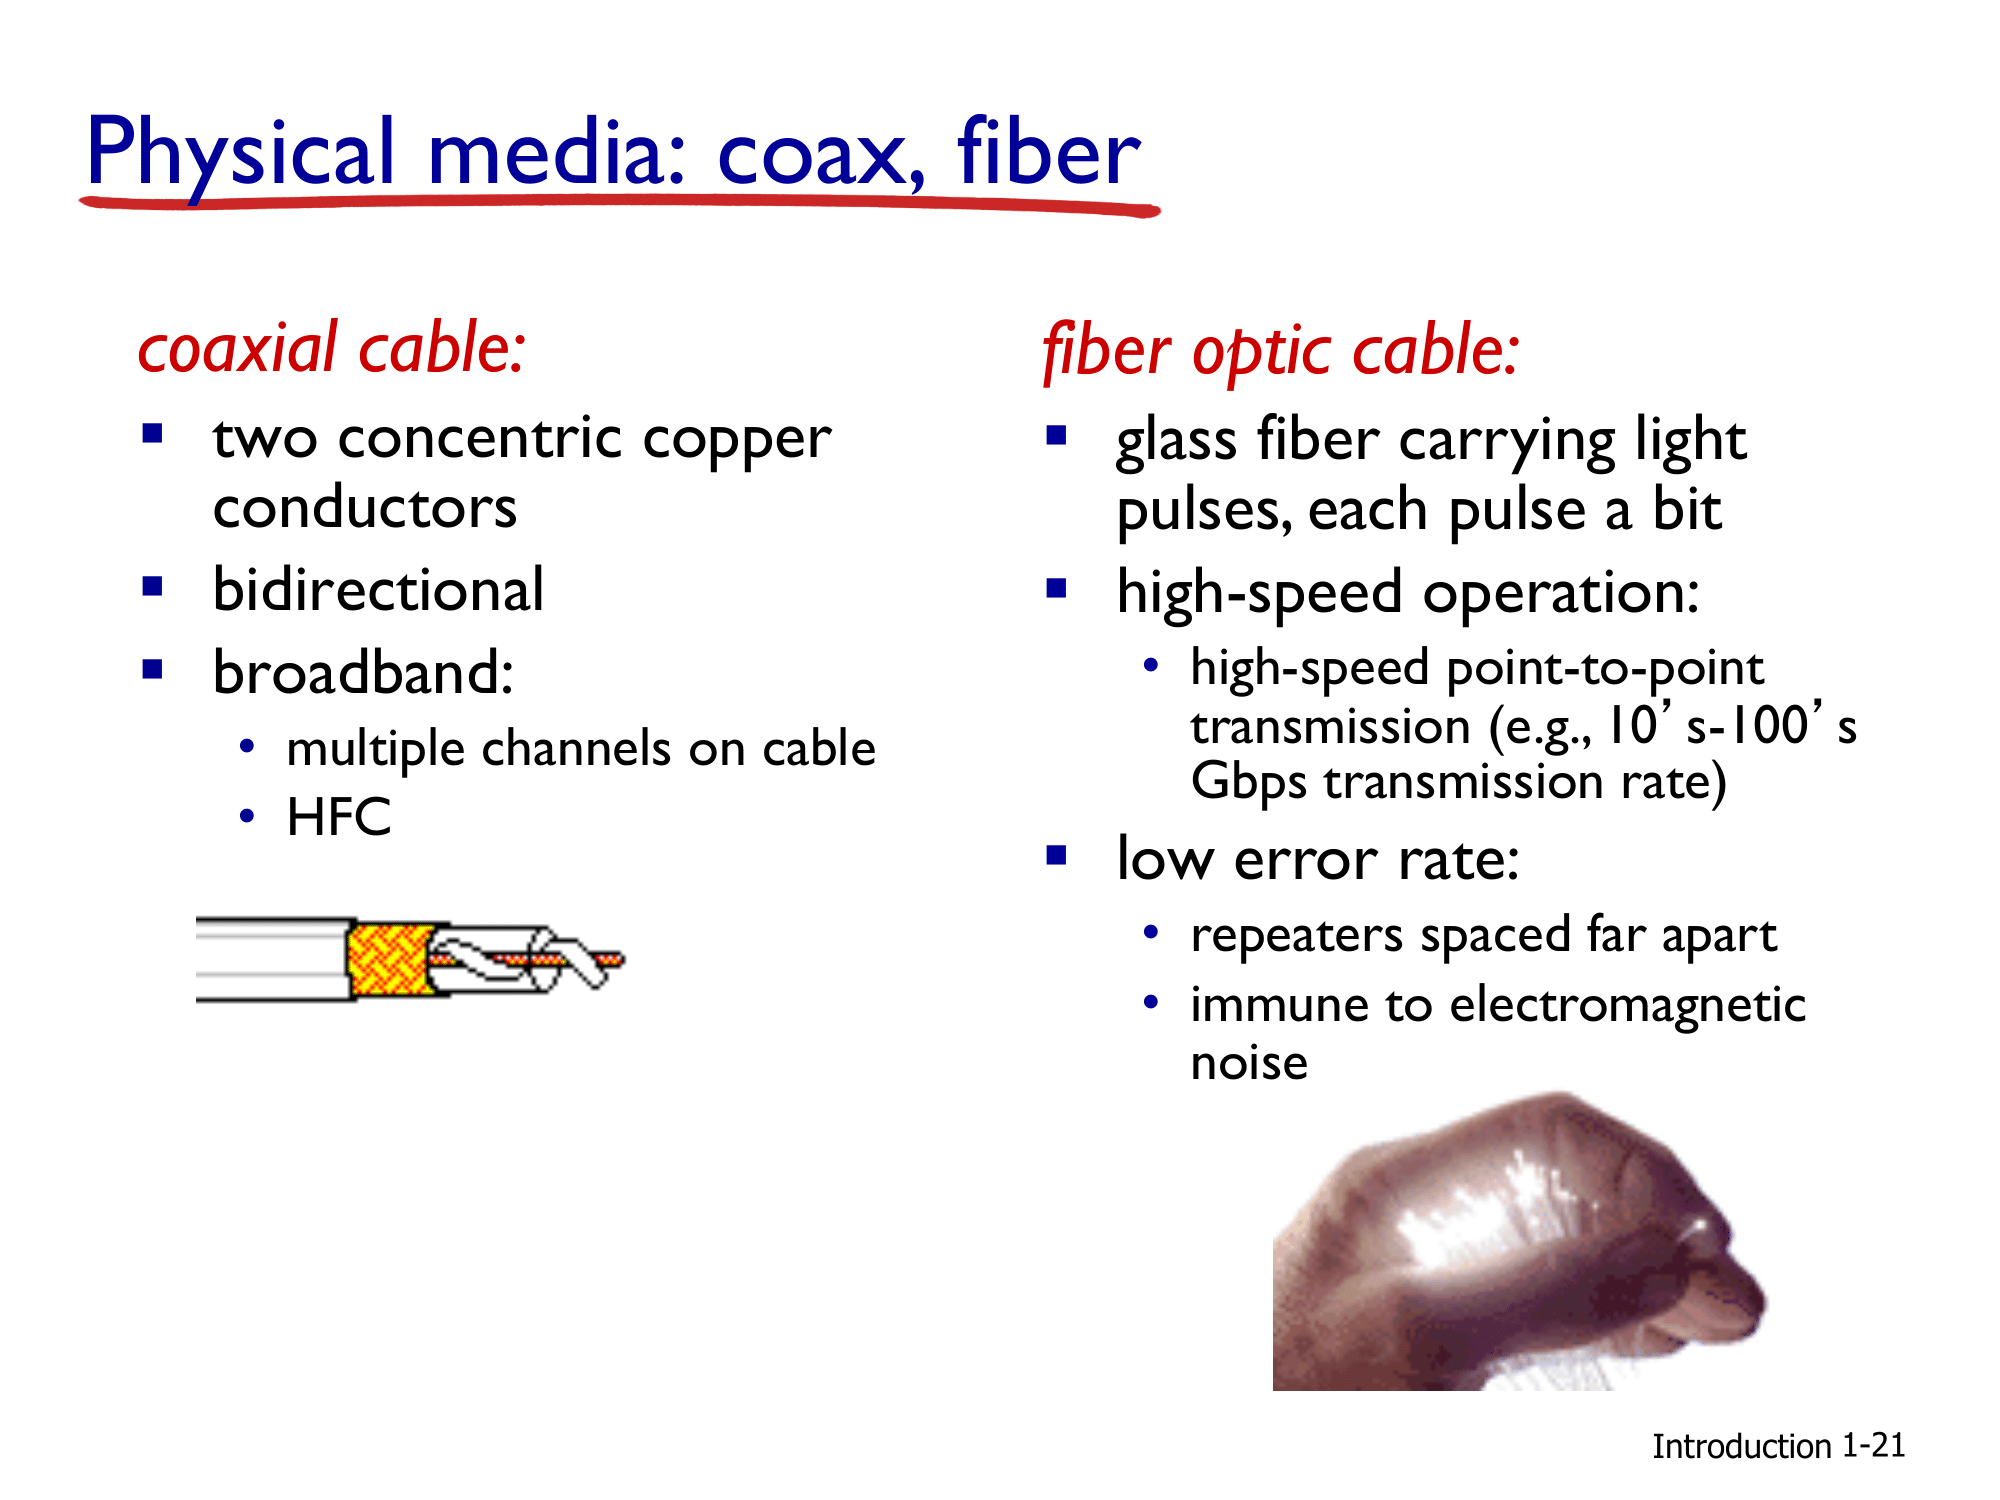 Physical media: coax, fiber
coaxial cable:
▪ two concentric copper
conductors
▪ bidirectional
▪ broadband:
• multiple channels on cable
• HFC
fiber optic cable:
▪ glass fiber carrying light
pulses, each pulse a bit
▪ high-speed operation:
• high-speed point-to-point
transmission (e.g., 10’s-100’s
Gbps transmission rate)
▪ low error rate:
• repeaters spaced far apart
• immune to electromagnetic
noise
Introduction 1-21